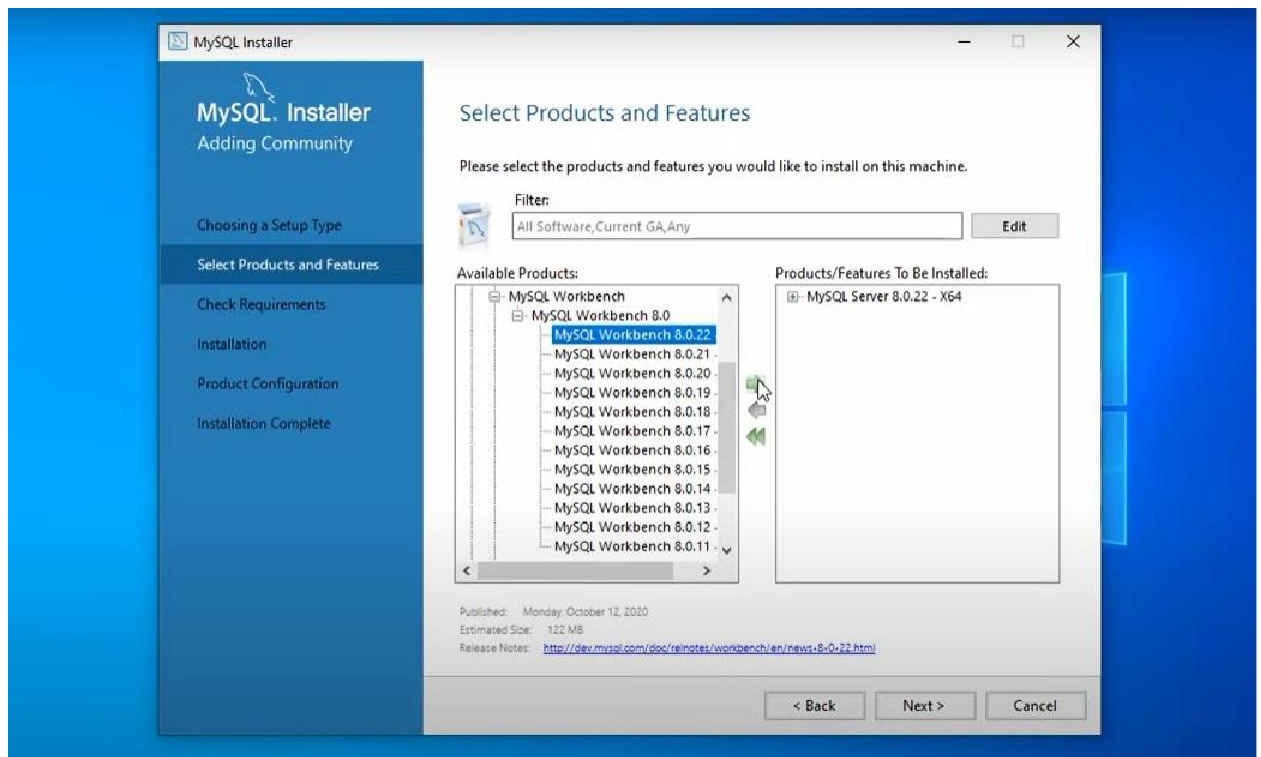 MySQL Installer
MySQL. Installer
Adding Community
Choosing a Setup Type
Select Products and Features
Check Requirements
Installation
Product Configuration
Installation Complete
Select Products and Features
Please select the products and features you would like to install on this machine.
Filter:
All Software,Current GA,Any
Edit
Available Products:
MySQL Workbench
MySQL Workbench 8.0
MySQL Workbench 8.0.22
MySQL Workbench 8.0.21 -
MySQL Workbench 8.0.20 -
MySQL Workbench 8.0.19 -
MySQL Workbench 8.0.18 -
MySQL Workbench 8.0.17 -
MySQL Workbench 8.0.16 -
MySQL Workbench 8.0.15 -
MySQL Workbench 8.0.14 -
MySQL Workbench 8.0.13 -
MySQL Workbench 8.0.12 -
MySQL Workbench 8.0.11 -
Products/Features To Be Installed:
MySQL Server 8.0.22 - X64
Published: Monday, October 12, 2020
Estimated Size: 122 MB
Release Notes: http://dev.mysql.com/doc/relnotes/workbench/en/news-8-0-22.html
< Back
Next >
Cancel